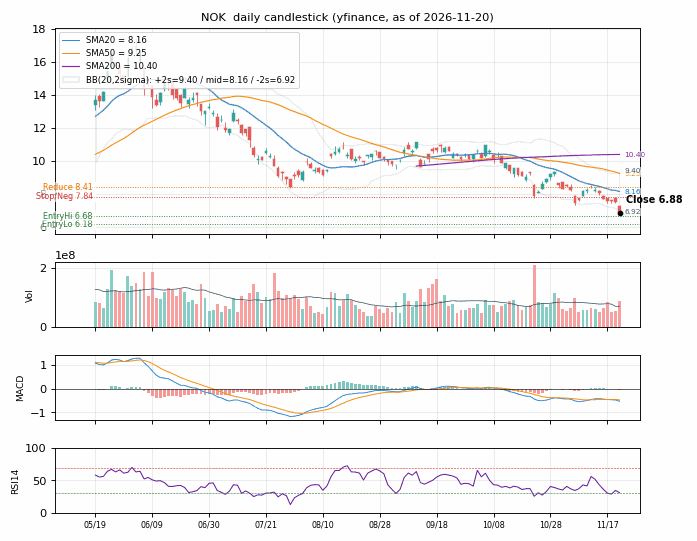 NOK daily candlestick (yfinance, as of 2026-11-20)
SMA20 = 8.16
SMA50 = 9.25
SMA200 = 10.40
BB(20,2sigma): +2s=9.40 / mid=8.16 / -2s=6.92
18
16
14
12
10
10.40
9.40
8.16
6.92
Close 6.88
Reduce 8.41
Stop/Neg 7.84
EntryHi 6.68
EntryLo 6.18
1e8
Vol
2
0
MACD
1
0
−1
RSI14
100
50
0
05/19 06/09 06/30 07/21 08/10 08/28 09/18 10/08 10/28 11/17